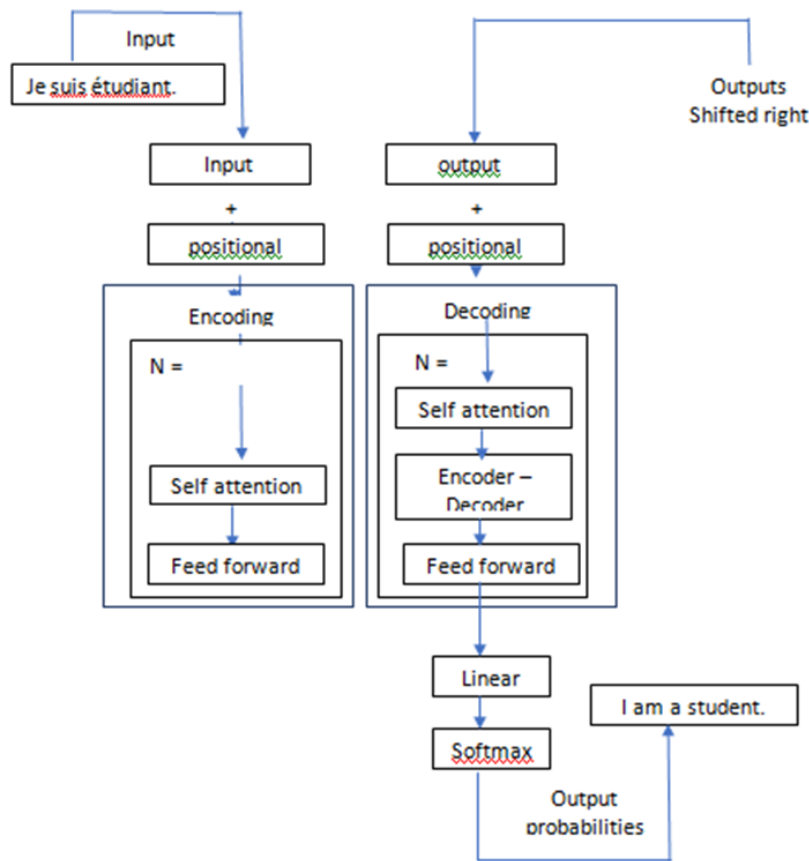 Input
Je suis étudiant.
Outputs
Shifted right
Input
output
+
+
positional
positional
Encoding
N =
Self attention
Feed forward
Decoding
N =
Self attention
Encoder –
Decoder
Feed forward
Linear
Softmax
Output
probabilities
I am a student.